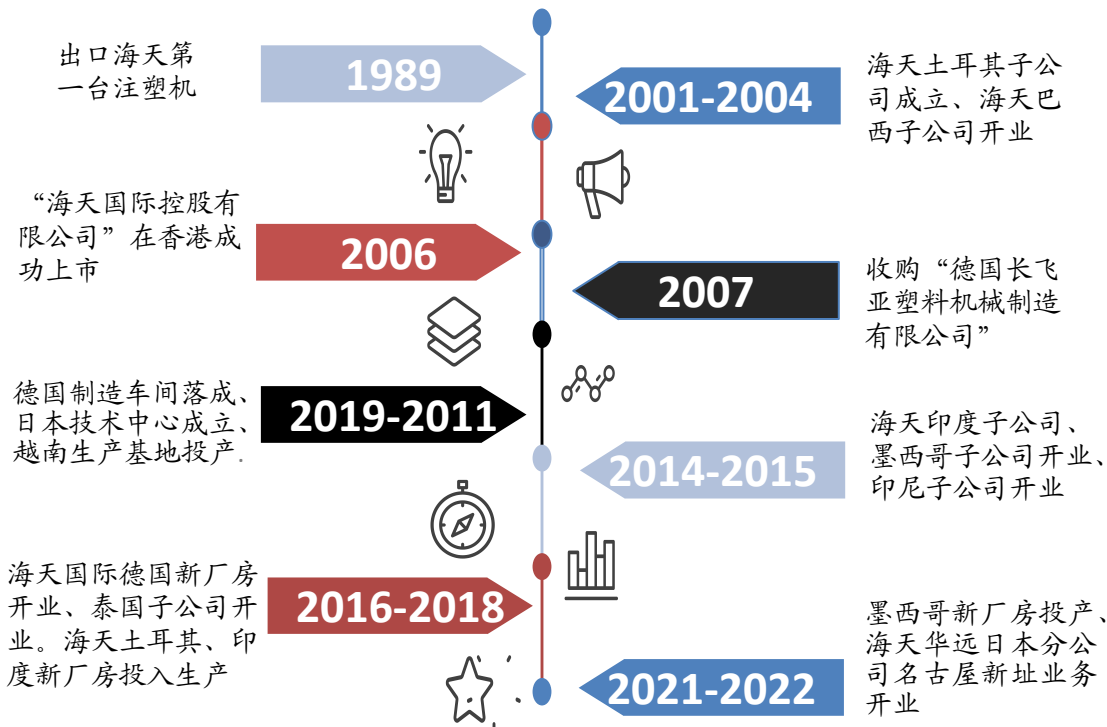 出口海天第
一台注塑机
1989
2001-2004
海天土耳其子公
司成立、海天巴
西子公司开业
“海天国际控股有
限公司”在香港成
功上市
2006
2007
收购“德国长飞
亚塑料机械制造
有限公司”
德国制造车间落成、
日本技术中心成立、
越南生产基地投产.
2019-2011
2014-2015
海天印度子公司、
墨西哥子公司开业、
印尼子公司开业
海天国际德国新厂房
开业、泰国子公司开
业。海天土耳其、印
度新厂房投入生产
2016-2018
2021-2022
墨西哥新厂房投产、
海天华远日本分公
司名古屋新址业务
开业